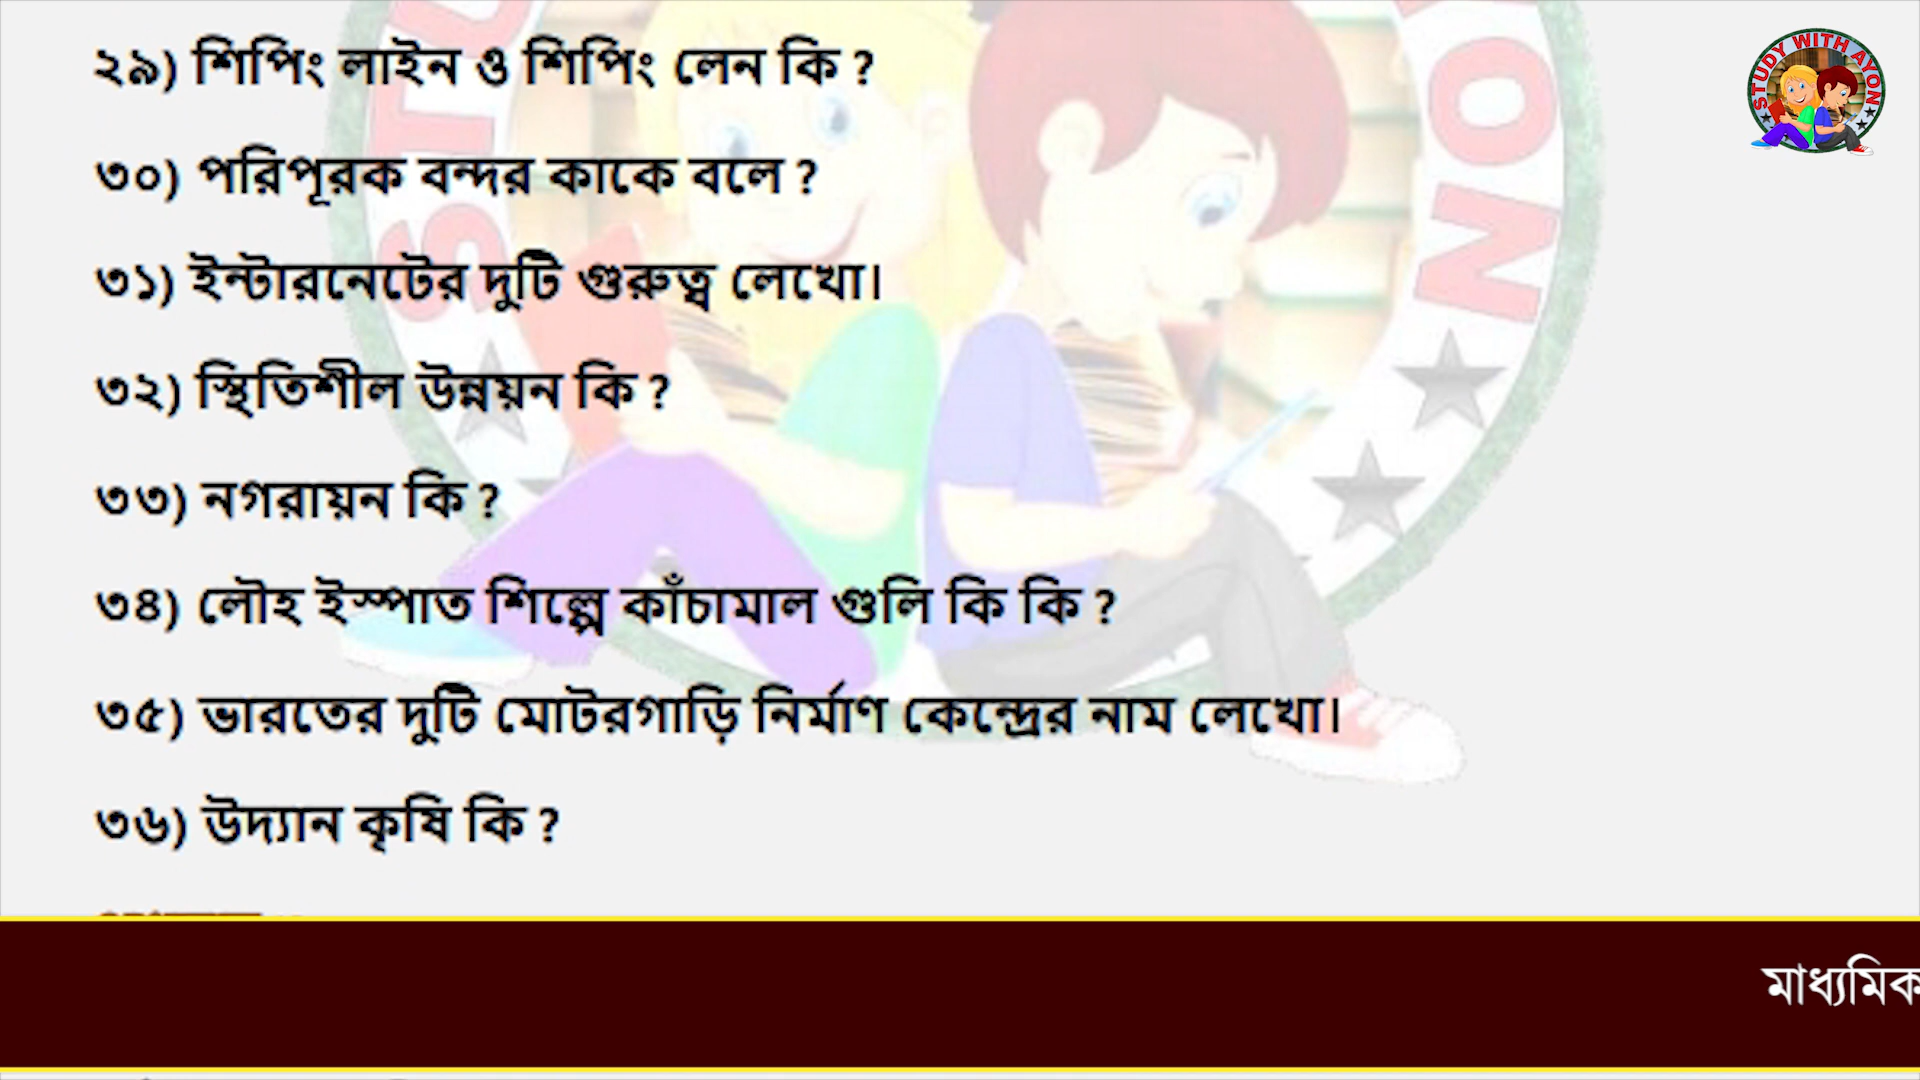 ২৯) শিপিং লাইন ও শিপিং লেন কি ?
৩০) পরিপূরক বন্দর কাকে বলে ?
৩১) ইন্টারনেটের দুটি গুরুত্ব লেখো।
৩২) স্থিতিশীল উন্নয়ন কি ?
৩৩) নগরায়ন কি ?
৩৪) লৌহ ইস্পাত শিল্পে কাঁচামাল গুলি কি কি ?
৩৫) ভারতের দুটি মোটরগাড়ি নির্মাণ কেন্দ্রের নাম লেখো।
৩৬) উদ্যান কৃষি কি ?
মাধ্যমিক
STUDY WITH AYON